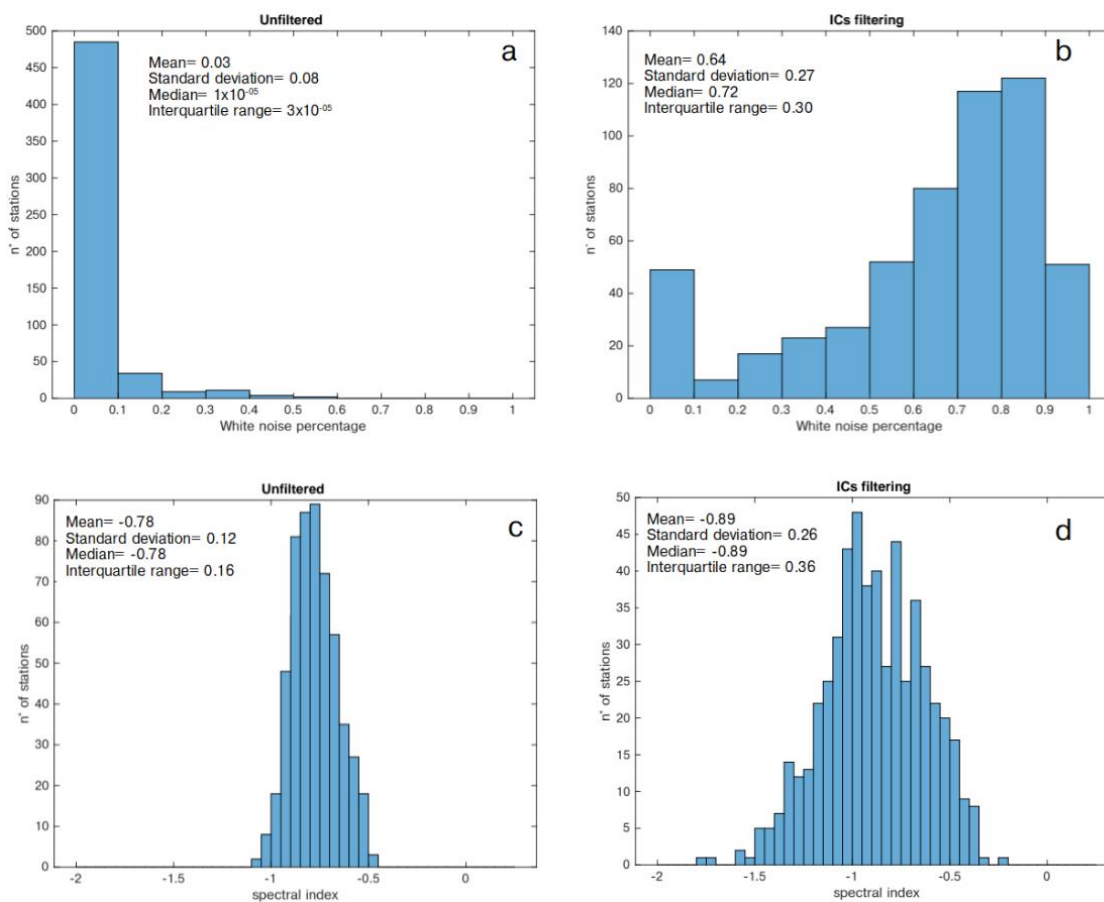 Unfiltered
a
Mean= 0.03
Standard deviation= 0.08
Median= 1x10⁻⁰⁵
Interquartile range= 3x10⁻⁰⁵
500
450
400
350
300
250
200
150
100
50
0
n° of stations
0 0.1 0.2 0.3 0.4 0.5 0.6 0.7 0.8 0.9 1
White noise percentage
ICs filtering
b
Mean= 0.64
Standard deviation= 0.27
Median= 0.72
Interquartile range= 0.30
140
120
100
80
60
40
20
0
n° of stations
0 0.1 0.2 0.3 0.4 0.5 0.6 0.7 0.8 0.9 1
White noise percentage
Unfiltered
c
Mean= -0.78
Standard deviation= 0.12
Median= -0.78
Interquartile range= 0.16
90
80
70
60
50
40
30
20
10
0
n° of stations
-2 -1.5 -1 -0.5 0
spectral index
ICs filtering
d
Mean= -0.89
Standard deviation= 0.26
Median= -0.89
Interquartile range= 0.36
50
45
40
35
30
25
20
15
10
5
0
n° of stations
-2 -1.5 -1 -0.5 0
spectral index